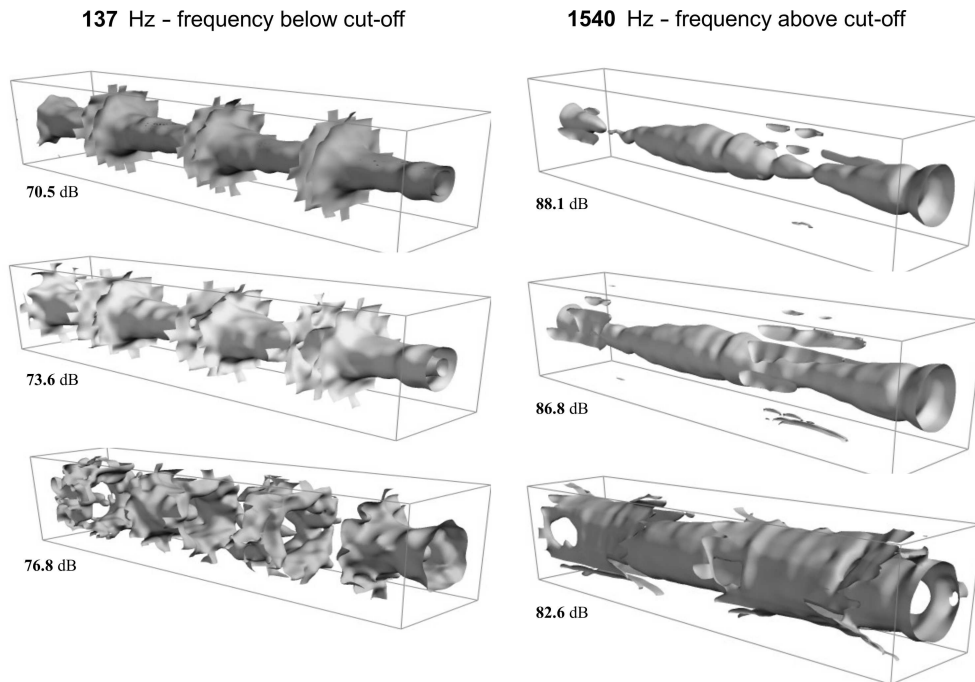 137 Hz – frequency below cut-off
1540 Hz – frequency above cut-off
70.5 dB
88.1 dB
73.6 dB
86.8 dB
76.8 dB
82.6 dB